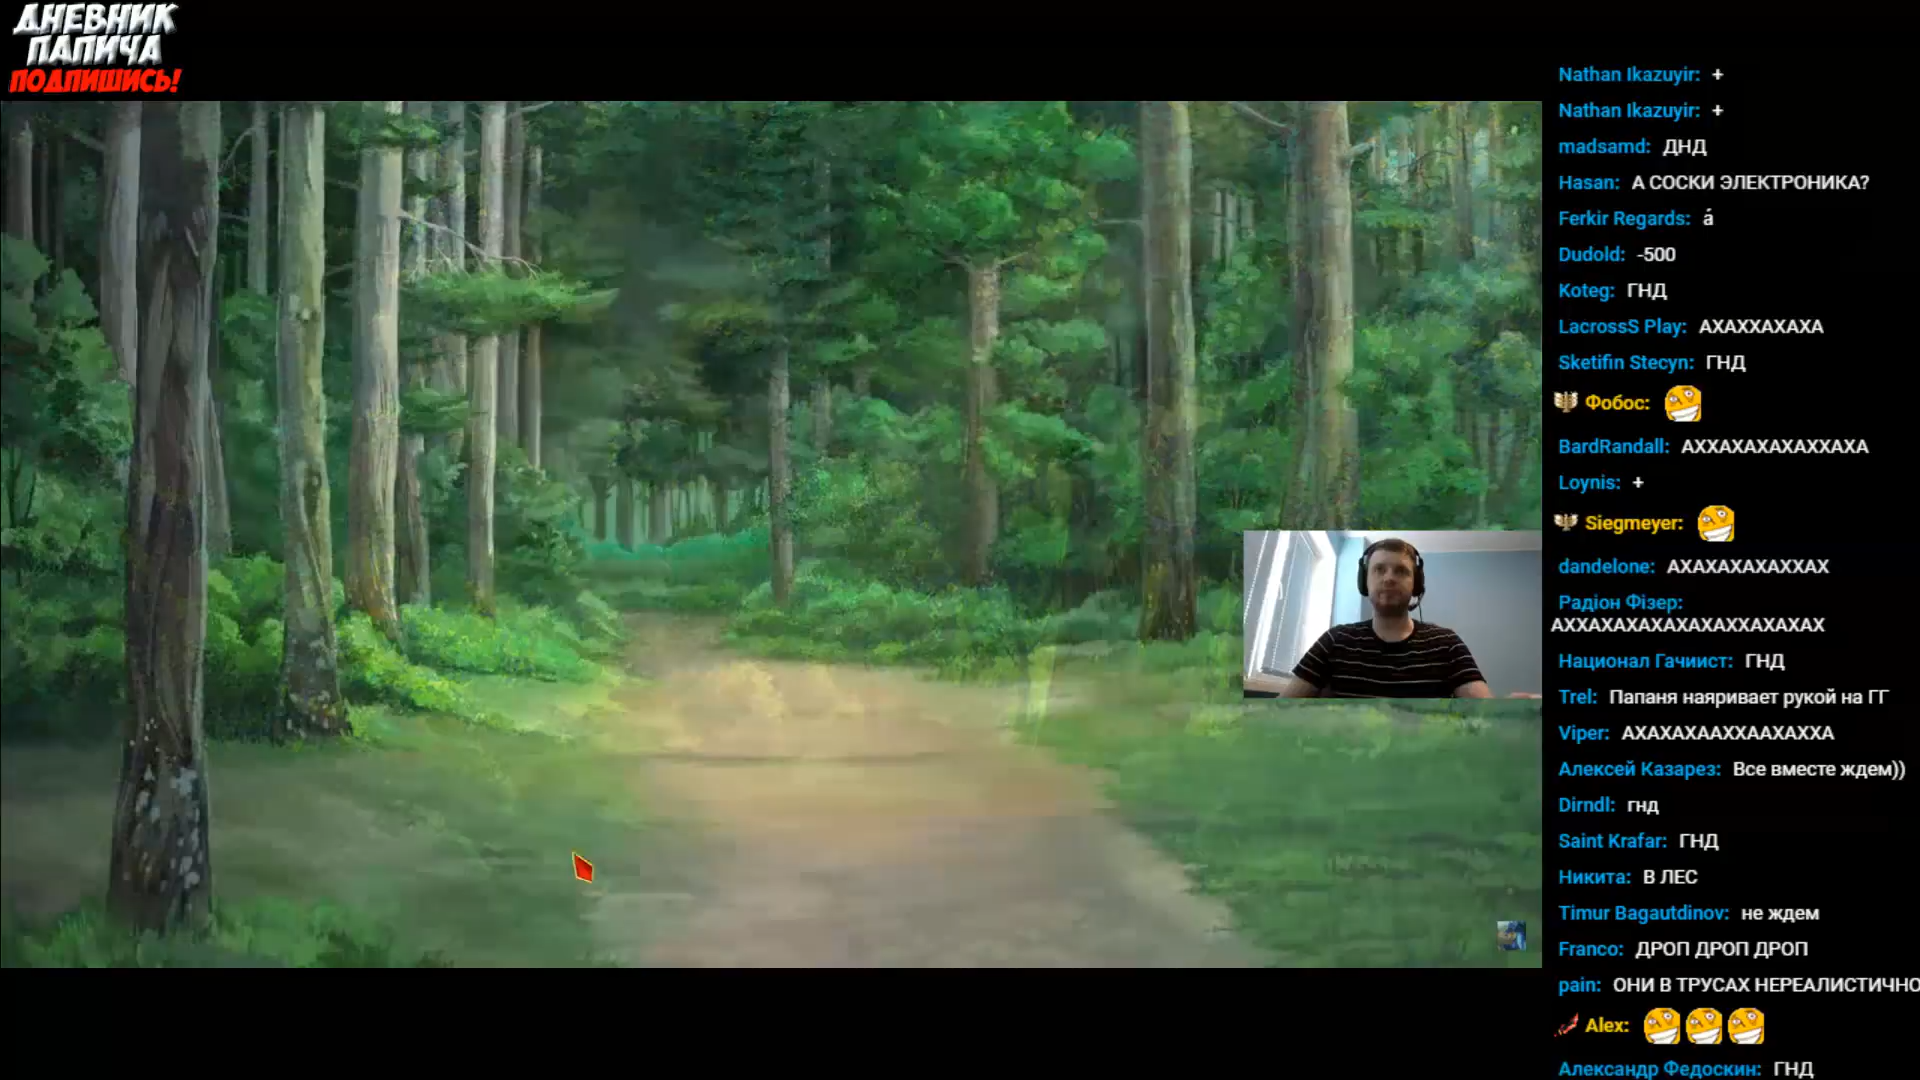 ДНЕВНИК
ПАПИЧА
ПОДПИШИСЬ!
Nathan Ikazuyir: +
Nathan Ikazuyir: +
madsamd: ДНД
Hasan: А СОСКИ ЭЛЕКТРОНИКА?
Ferkir Regards: á
Dudold: -500
Koteg: ГНД
LacrossS Play: АХАХХАХАХА
Sketifin Stecyn: ГНД
Фобос:
BardRandall: АХХАХАХАХАХХАХА
Loynis: +
Siegmeyer:
dandelone: АХАХАХАХАХХАХ
Радіон Фізер:
АХХАХАХАХАХАХАХХАХАХАХ
Национал Гачиист: ГНД
Trel: Папаня наяривает рукой на ГГ
Viper: АХАХАХААХХААХАХХА
Алексей Казарез: Все вместе ждем))
Dirndl: гнд
Saint Krafar: ГНД
Никита: В ЛЕС
Timur Bagautdinov: не ждем
Franco: ДРОП ДРОП ДРОП
pain: ОНИ В ТРУСАХ НЕРЕАЛИСТИЧНО
Alex:
Александр Федоскин: ГНД